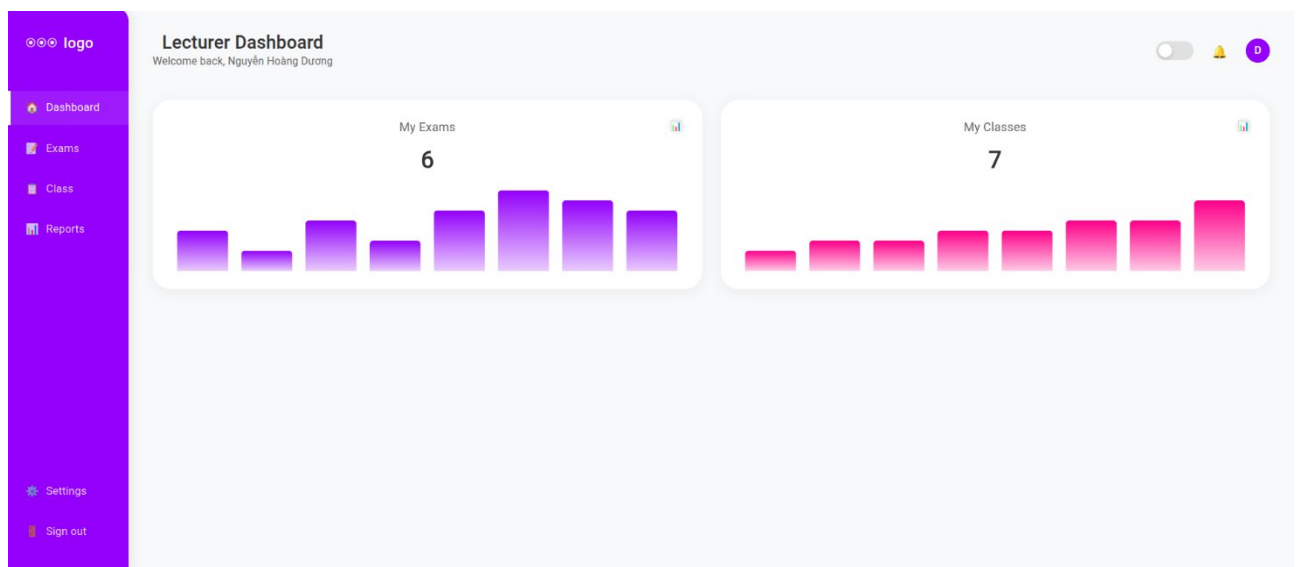 logo
Dashboard
Exams
Class
Reports
Settings
Sign out
Lecturer Dashboard
Welcome back, Nguyễn Hoàng Dương
D
My Exams
6
My Classes
7